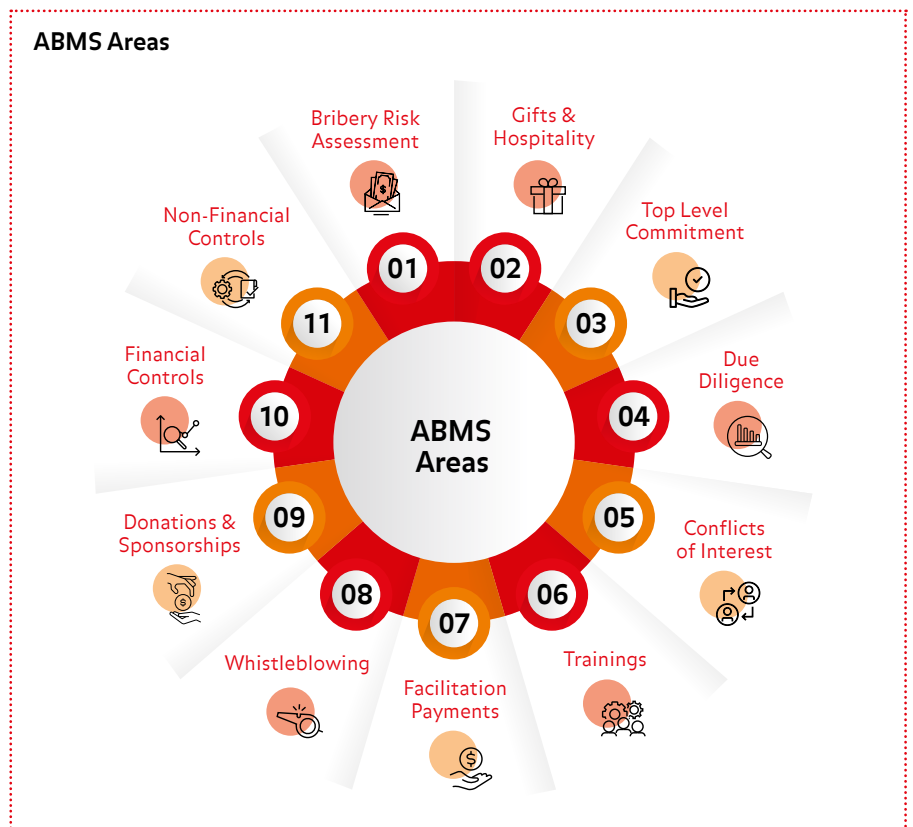 ABMS Areas
Bribery Risk
Assessment
01
Gifts &
Hospitality
02
Top Level
Commitment
03
Due
Diligence
04
Conflicts
of Interest
05
Trainings
06
Facilitation
Payments
07
Whistleblowing
08
Donations &
Sponsorships
09
Financial
Controls
10
Non-Financial
Controls
11
ABMS
Areas